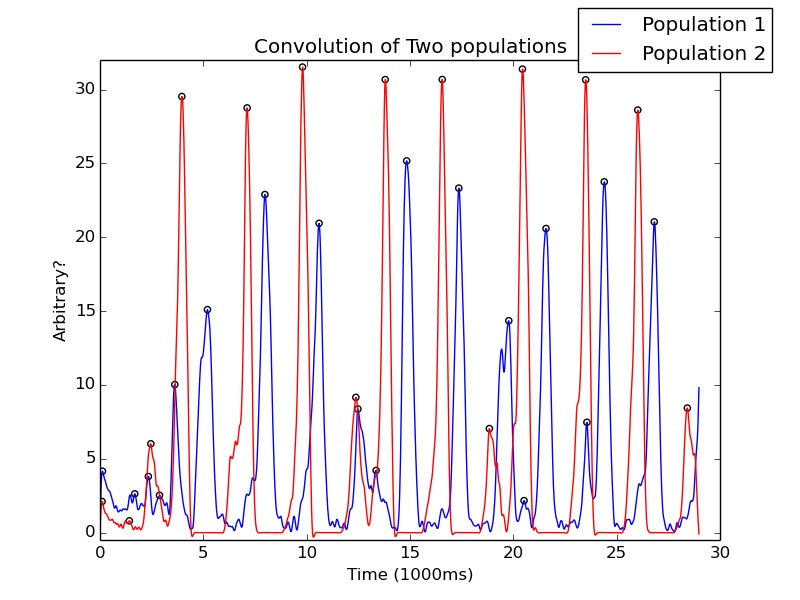 Convolution of Two populations
Population 1
Population 2
Arbitrary?
30
25
20
15
10
5
0
0 5 10 15 20 25 30
Time (1000ms)